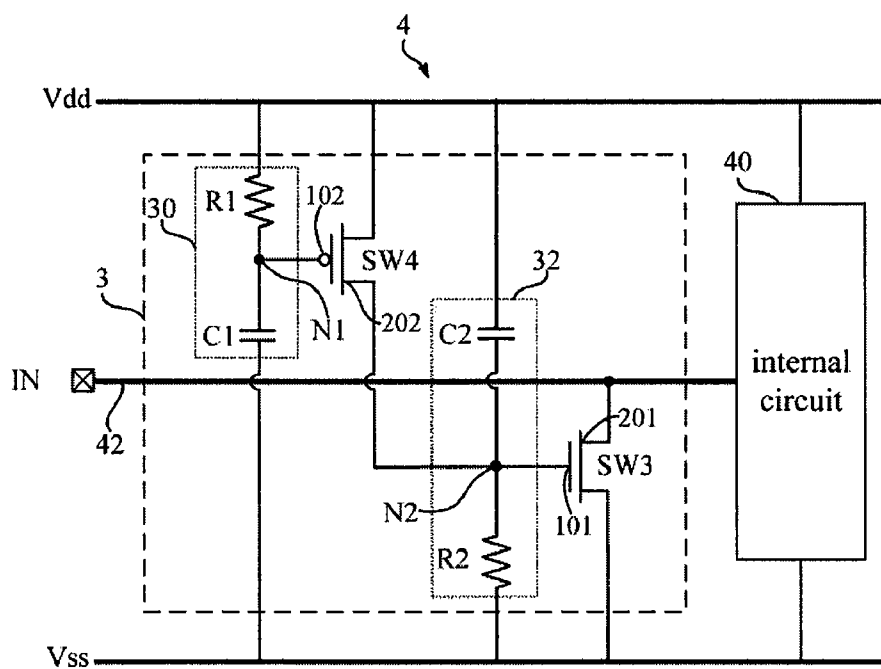 4
Vdd
40
R1
102
30
SW4
32
3
N1
202
C1
C2
IN
internal
circuit
201
42
SW3
N2
101
R2
Vss